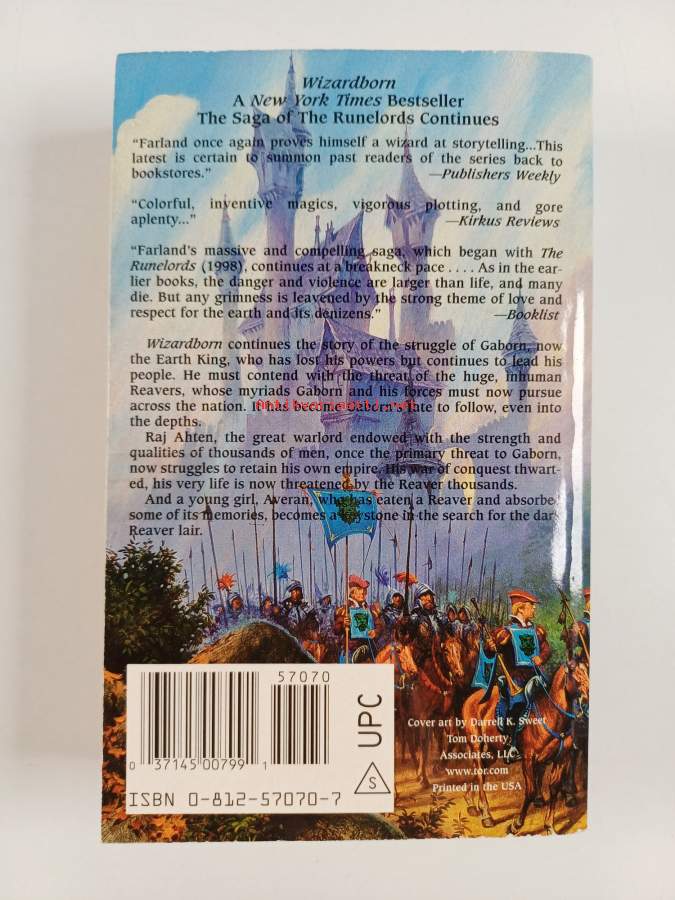 Wizardborn
A New York Times Bestseller
The Saga of The Runelords Continues
"Farland once again proves himself a wizard at storytelling...This
latest is certain to summon past readers of the series back to
bookstores." —Publishers Weekly
"Colorful, inventive magics, vigorous plotting, and gore
aplenty..." —Kirkus Reviews
"Farland's massive and compelling saga, which began with The
Runelords (1998), continues at a breakneck pace . . . . As in the ear-
lier books, the danger and violence are larger than life, and many
die. But any grimness is leavened by the strong theme of love and
respect for the earth and its denizens." —Booklist
Wizardborn continues the story of the struggle of Gaborn, now
the Earth King, who has lost his powers but continues to lead his
people. He must contend with the threat of the huge, inhuman
Reavers, whose myriads Gaborn and his forces must now pursue
across the nation. It has become Gaborn's fate to follow, even into
the depths.
Raj Ahten, the great warlord endowed with the strength and
qualities of thousands of men, once the primary threat to Gaborn,
now struggles to retain his own empire. His war of conquest thwart-
ed, his very life is now threatened by the Reaver thousands.
And a young girl, Averan, who has eaten a Reaver and absorbe
some of its memories, becomes a keystone in the search for the dar
Reaver lair.
57070
UPC
S
0 37145 00799 1
ISBN 0-812-57070-7
Cover art by Darrell K. Sweet
Tom Doherty
Associates, LLC
www.tor.com
Printed in the USA